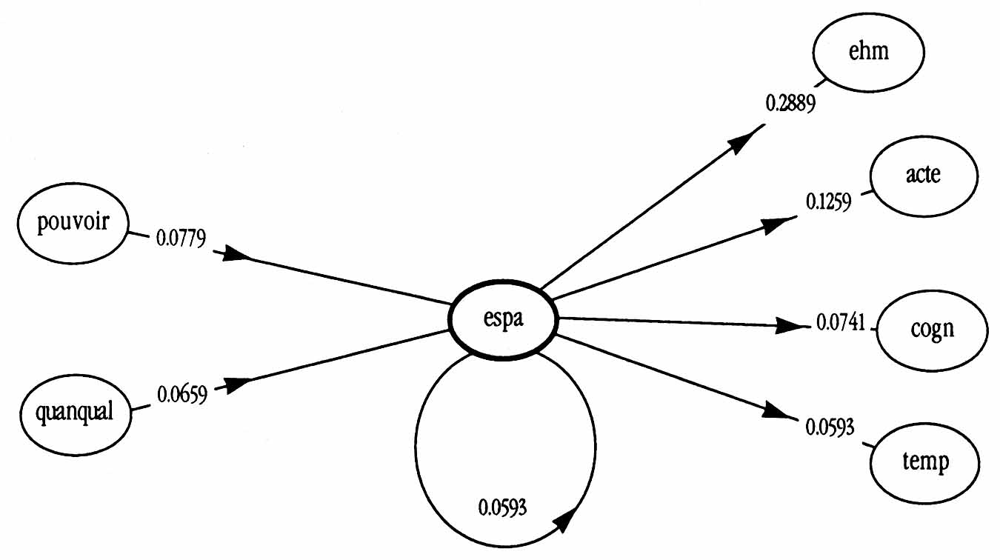 ehm
0.2889
acte
0.1259
pouvoir
0.0779
espa
0.0741
cogn
quanqual
0.0659
0.0593
temp
0.0593